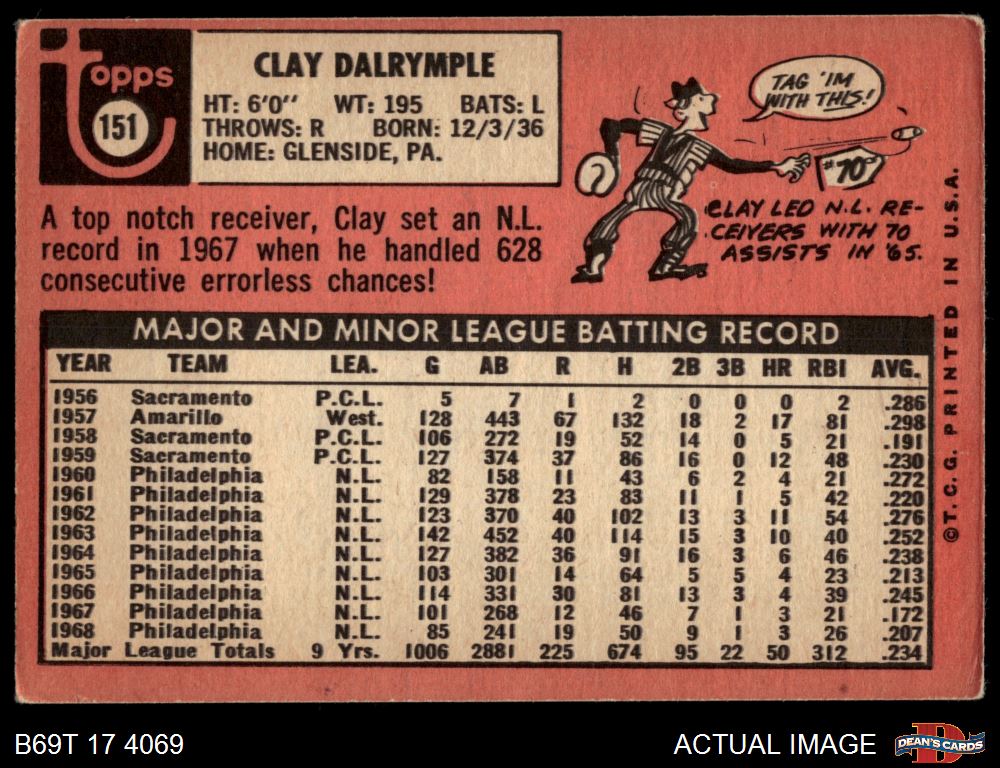 Topps
151
CLAY DALRYMPLE
HT: 6'0" WT: 195 BATS: L
THROWS: R BORN: 12/3/36
HOME: GLENSIDE, PA.
TAG 'IM
WITH THIS!
#70
CLAY LED N.L. RE-
CEIVERS WITH 70
ASSISTS IN '65.
A top notch receiver, Clay set an N.L.
record in 1967 when he handled 628
consecutive errorless chances!
©T.C.G. PRINTED IN U.S.A.
MAJOR AND MINOR LEAGUE BATTING RECORD
YEAR TEAM LEA. G AB R H 2B 3B HR RBI AVG.
1956 Sacramento P.C.L. 5 7 1 2 0 0 0 2 .286
1957 Amarillo West. 128 443 67 132 18 2 17 81 .298
1958 Sacramento P.C.L. 106 272 19 52 14 0 5 21 .191
1959 Sacramento P.C.L. 127 374 37 86 16 0 12 48 .230
1960 Philadelphia N.L. 82 158 11 43 6 2 4 21 .272
1961 Philadelphia N.L. 129 378 23 83 11 1 5 42 .220
1962 Philadelphia N.L. 123 370 40 102 13 3 11 54 .276
1963 Philadelphia N.L. 142 452 40 114 15 3 10 40 .252
1964 Philadelphia N.L. 127 382 36 91 16 3 6 46 .238
1965 Philadelphia N.L. 103 301 14 64 5 5 4 23 .213
1966 Philadelphia N.L. 114 331 30 81 13 3 4 39 .245
1967 Philadelphia N.L. 101 268 12 46 7 1 3 21 .172
1968 Philadelphia N.L. 85 241 19 50 9 1 3 26 .207
Major League Totals 9 Yrs. 1006 2881 225 674 95 22 50 312 .234
B69T 17 4069
ACTUAL IMAGE
D
DEAN'S CARDS